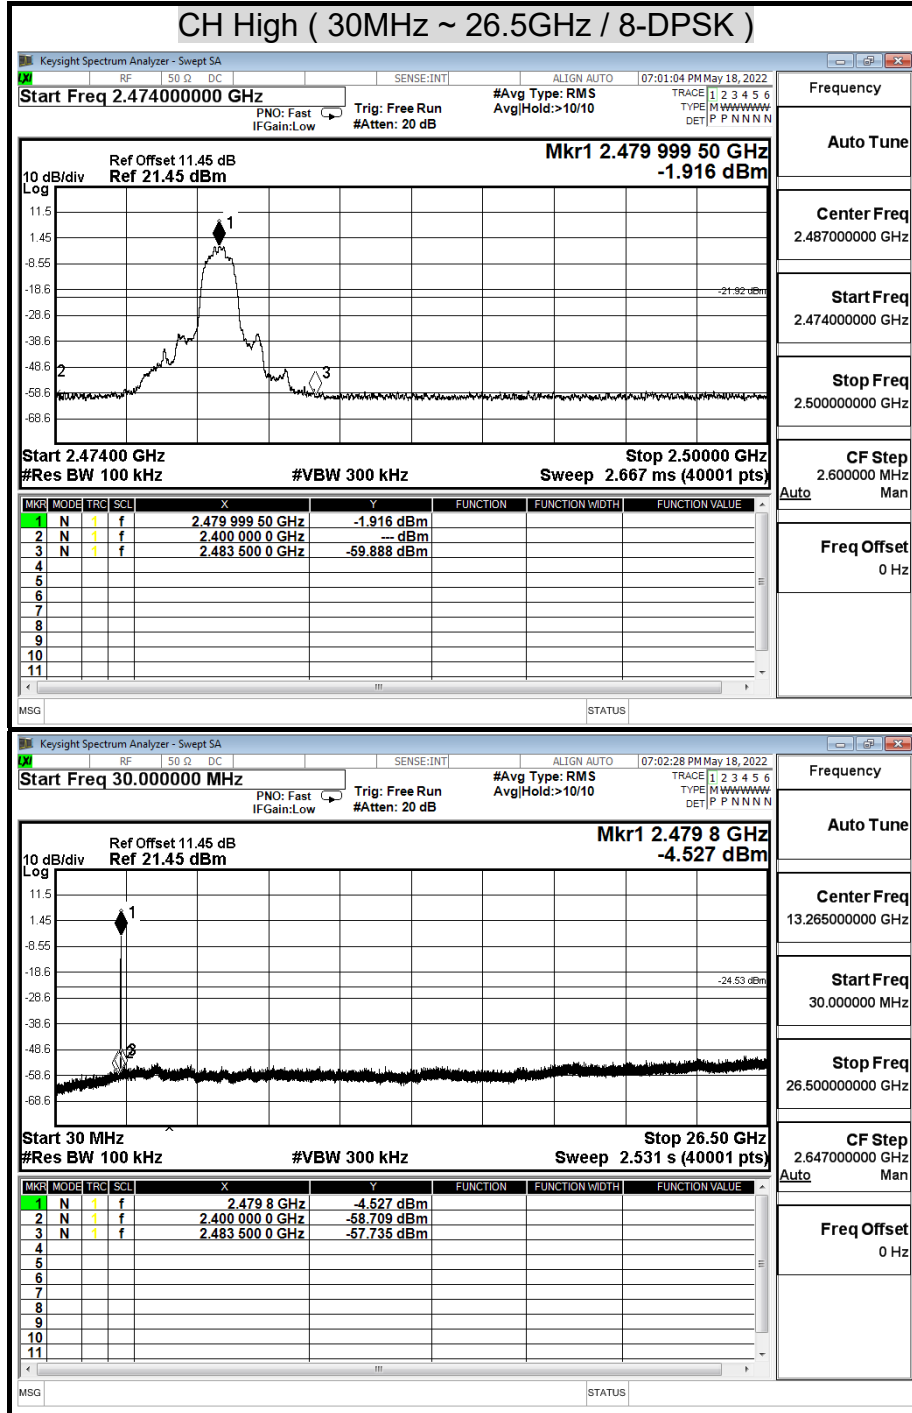 CH High ( 30MHz ~ 26.5GHz / 8-DPSK )
Keysight Spectrum Analyzer - Swept SA
LXI RF 50 Ω DC SENSE:INT ALIGN AUTO 07:01:04 PM May 18, 2022
Start Freq 2.474000000 GHz
PNO: Fast
IFGain:Low
Trig: Free Run
#Atten: 20 dB
#Avg Type: RMS
Avg|Hold:>10/10
TRACE 1 2 3 4 5 6
TYPE M WWWWW
DET P P N N N N
Frequency
Auto Tune
Center Freq
2.487000000 GHz
Start Freq
2.474000000 GHz
Stop Freq
2.500000000 GHz
CF Step
2.600000 MHz
Auto Man
Freq Offset
0 Hz
Mkr1 2.479 999 50 GHz
-1.916 dBm
Ref Offset 11.45 dB
10 dB/div Ref 21.45 dBm
Log
11.5
1.45
-8.55
-18.6
-28.6
-38.6
-48.6
-58.6
-68.6
1
-21.92 dBm
2
3
Start 2.47400 GHz Stop 2.50000 GHz
#Res BW 100 kHz #VBW 300 kHz Sweep 2.667 ms (40001 pts)
MKR MODE TRC SCL X Y FUNCTION FUNCTION WIDTH FUNCTION VALUE
1 N 1 f 2.479 999 50 GHz -1.916 dBm
2 N 1 f 2.400 000 0 GHz --- dBm
3 N 1 f 2.483 500 0 GHz -59.888 dBm
4
5
6
7
8
9
10
11
MSG STATUS
Keysight Spectrum Analyzer - Swept SA
LXI RF 50 Ω DC SENSE:INT ALIGN AUTO 07:02:28 PM May 18, 2022
Start Freq 30.000000 MHz
PNO: Fast
IFGain:Low
Trig: Free Run
#Atten: 20 dB
#Avg Type: RMS
Avg|Hold:>10/10
TRACE 1 2 3 4 5 6
TYPE M WWWWW
DET P P N N N N
Frequency
Auto Tune
Center Freq
13.265000000 GHz
Start Freq
30.000000 MHz
Stop Freq
26.500000000 GHz
CF Step
2.647000000 GHz
Auto Man
Freq Offset
0 Hz
Mkr1 2.479 8 GHz
-4.527 dBm
Ref Offset 11.45 dB
10 dB/div Ref 21.45 dBm
Log
11.5
1.45
-8.55
-18.6
-28.6
-38.6
-48.6
-58.6
-68.6
1
-24.53 dBm
3
Start 30 MHz Stop 26.50 GHz
#Res BW 100 kHz #VBW 300 kHz Sweep 2.531 s (40001 pts)
MKR MODE TRC SCL X Y FUNCTION FUNCTION WIDTH FUNCTION VALUE
1 N 1 f 2.479 8 GHz -4.527 dBm
2 N 1 f 2.400 000 0 GHz -58.709 dBm
3 N 1 f 2.483 500 0 GHz -57.735 dBm
4
5
6
7
8
9
10
11
MSG STATUS